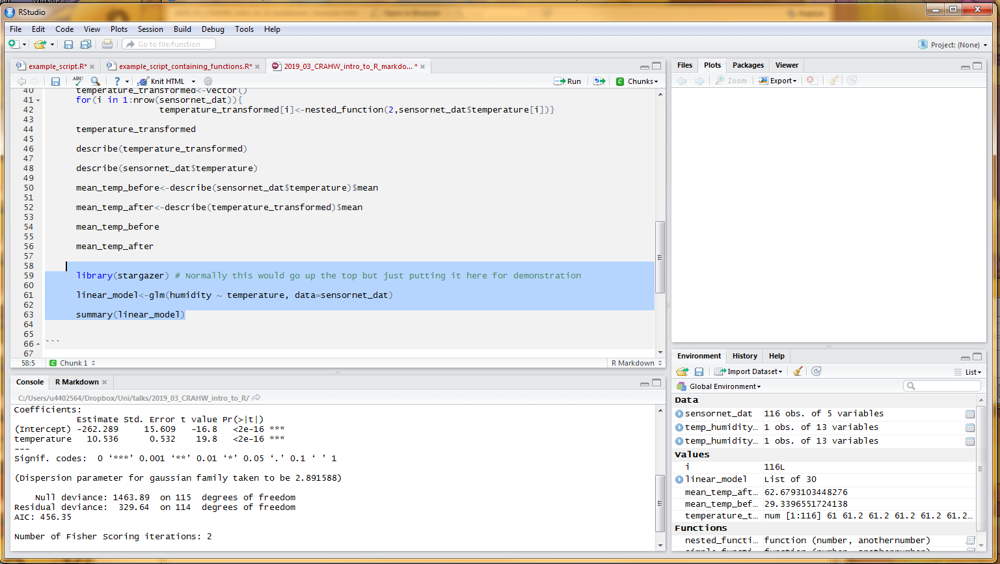 RStudio
File Edit Code View Plots Session Build Debug Tools Help
Go to file/function
Project: (None)
example_script.R*
example_script_containing_functions.R*
2019_03_CRAHW_intro_to_R_markdo... *
ABC
?
Knit HTML
Run
Chunks
40 temperature_transformed<-vector()
41 for(i in 1:nrow(sensornet_dat)){
42 temperature_transformed[i]<-nested_function(2,sensornet_dat$temperature[i])}
43
44 temperature_transformed
45
46 describe(temperature_transformed)
47
48 describe(sensornet_dat$temperature)
49
50 mean_temp_before<-describe(sensornet_dat$temperature)$mean
51
52 mean_temp_after<-describe(temperature_transformed)$mean
53
54 mean_temp_before
55
56 mean_temp_after
57
58
59 library(stargazer) # Normally this would go up the top but just putting it here for demonstration
60
61 linear_model<-glm(humidity ~ temperature, data=sensornet_dat)
62
63 summary(linear_model)
64
65
66 ```
67
58:5 C Chunk 1 R Markdown
Console R Markdown
C:/Users/u4402564/Dropbox/Uni/talks/2019_03_CRAHW_intro_to_R/
Coefficients:
Estimate Std. Error t value Pr(>|t|)
(Intercept) -262.289 15.609 -16.8 <2e-16 ***
temperature 10.536 0.532 19.8 <2e-16 ***
---
Signif. codes: 0 ‘***’ 0.001 ‘**’ 0.01 ‘*’ 0.05 ‘.’ 0.1 ‘ ’ 1
(Dispersion parameter for gaussian family taken to be 2.891588)
Null deviance: 1463.89 on 115 degrees of freedom
Residual deviance: 329.64 on 114 degrees of freedom
AIC: 456.35
Number of Fisher Scoring iterations: 2
Files Plots Packages Viewer
Zoom Export
Environment History Help
Import Dataset List
Global Environment
Data
sensornet_dat 116 obs. of 5 variables
temp_humidity… 1 obs. of 13 variables
temp_humidity… 1 obs. of 13 variables
Values
i 116L
linear_model List of 30
mean_temp_aft… 62.6793103448276
mean_temp_bef… 29.3396551724138
temperature_t… num [1:116] 61 61.2 61.2 61.2 61.2 61.2…
Functions
nested_functi… function (number, anothernumber)
simple_functi… function (number, anothernumber)